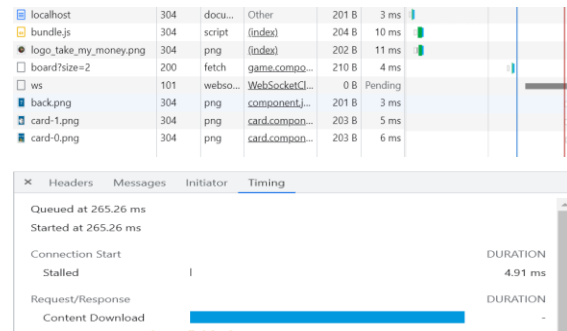 localhost 304 docu... Other 201 B 3 ms
bundle.js 304 script (index) 204 B 10 ms
logo_take_my_money.png 304 png (index) 202 B 11 ms
board?size=2 200 fetch game.compo... 210 B 4 ms
ws 101 webso... WebSocketCl... 0 B Pending
back.png 304 png component.j... 201 B 3 ms
card-1.png 304 png card.compon... 203 B 5 ms
card-0.png 304 png card.compon... 203 B 6 ms
× Headers Messages Initiator Timing
Queued at 265.26 ms
Started at 265.26 ms
Connection Start DURATION
Stalled 4.91 ms
Request/Response DURATION
Content Download -